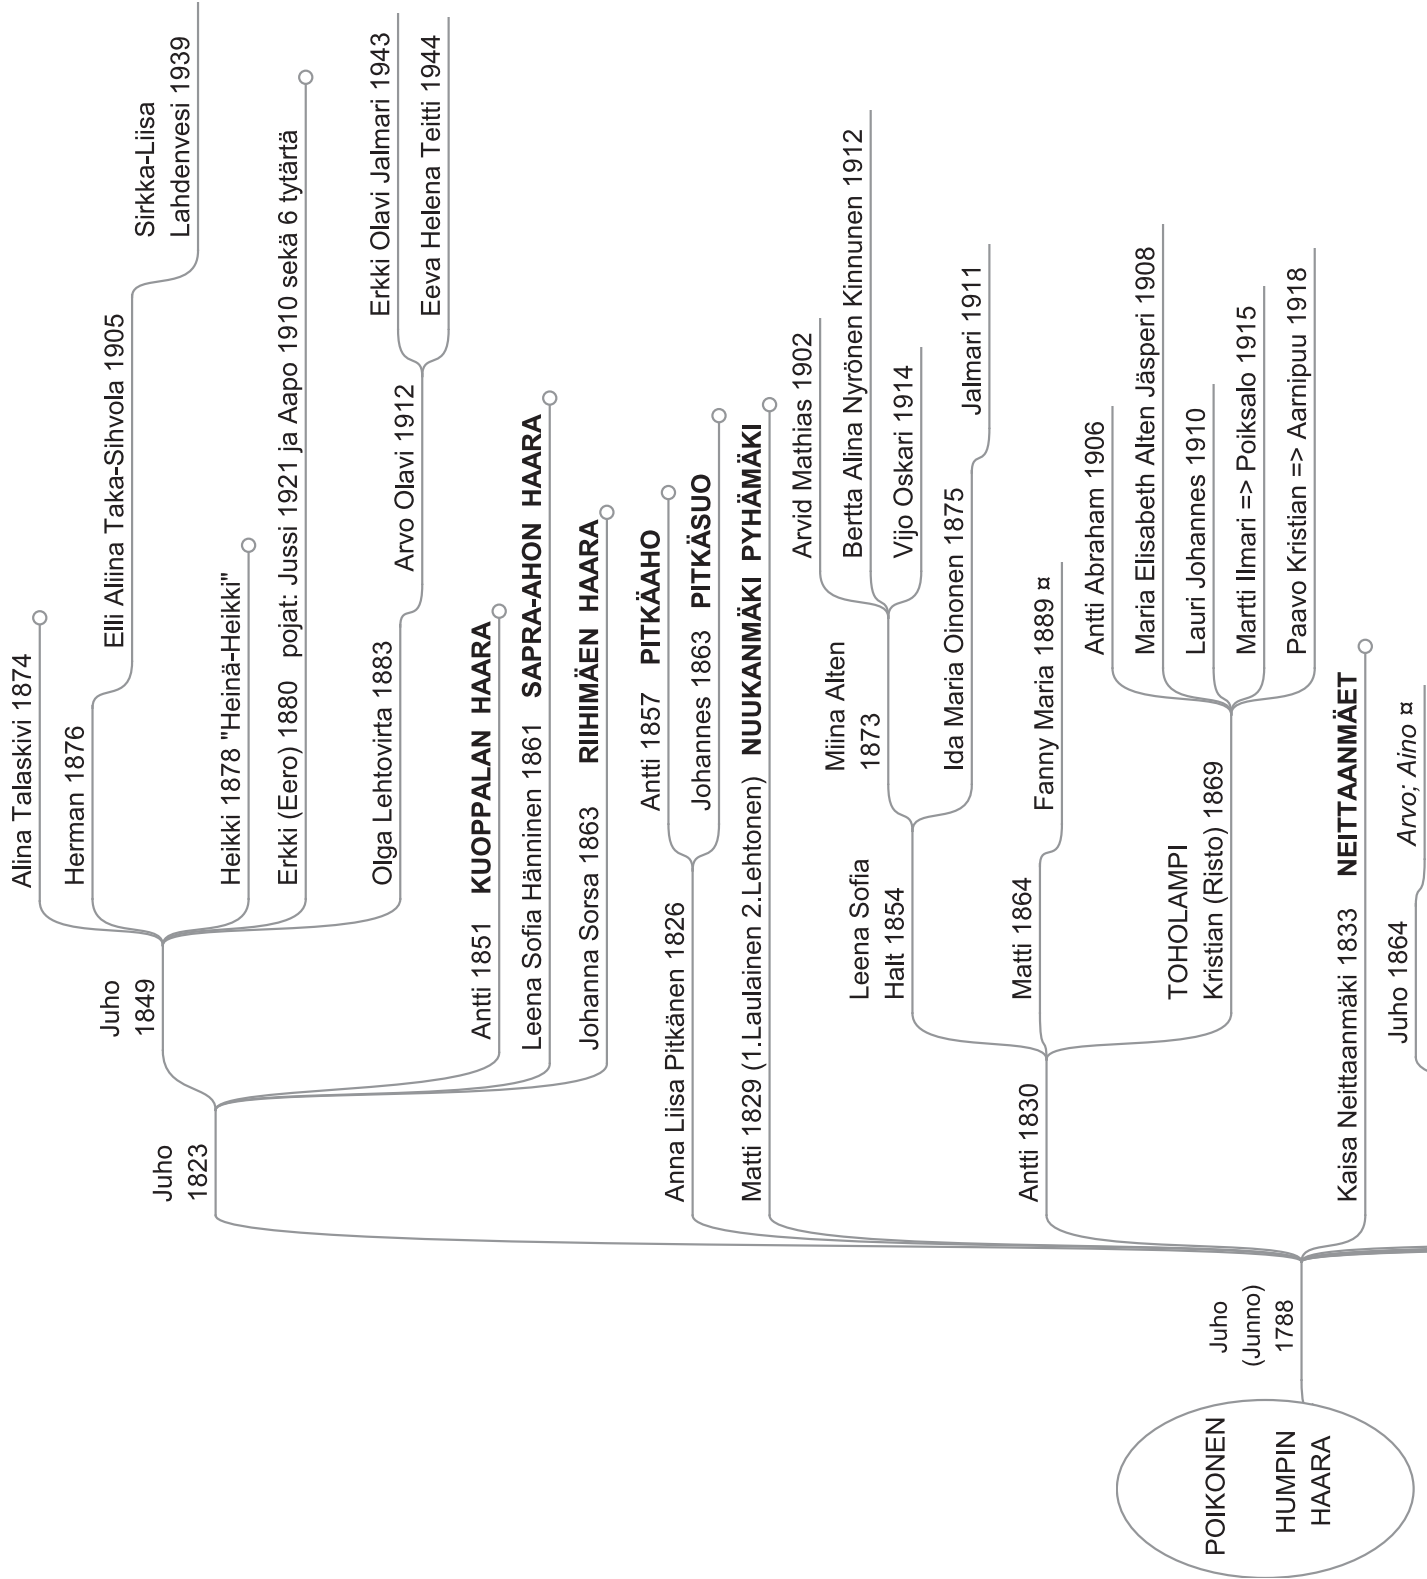 POIKONEN
HUMPIN
HAARA
Juho
(Junno)
1788
Juho
1823
Juho
1849
Alina Talaskivi 1874
Herman 1876
Elli Aliina Taka-Sihvola 1905
Sirkka-Liisa
Lahdenvesi 1939
Heikki 1878 "Heinä-Heikki"
Erkki (Eero) 1880   pojat: Jussi 1921 ja Aapo 1910 sekä 6 tytärtä
Olga Lehtovirta 1883
Arvo Olavi 1912
Erkki Olavi Jalmari 1943
Eeva Helena Teitti 1944
Antti 1851   KUOPPALAN HAARA
Leena Sofia Hänninen 1861   SAPRA-AHON HAARA
Johanna Sorsa 1863   RIIHIMÄEN HAARA
Anna Liisa Pitkänen 1826
Antti 1857   PITKÄAHO
Johannes 1863   PITKÄSUO
Matti 1829 (1.Laulainen 2.Lehtonen)   NUUKANMÄKI PYHÄMÄKI
Antti 1830
Leena Sofia
Halt 1854
Miina Alten
1873
Arvid Mathias 1902
Bertta Alina Nyrönen Kinnunen 1912
Vijo Oskari 1914
Ida Maria Oinonen 1875
Jalmari 1911
Matti 1864
Fanny Maria 1889 ¤
TOHOLAMPI
Kristian (Risto) 1869
Antti Abraham 1906
Maria Elisabeth Alten Jäsperi 1908
Lauri Johannes 1910
Martti Ilmari => Poiksalo 1915
Paavo Kristian => Aarnipuu 1918
Kaisa Neittaanmäki 1833   NEITTAANMÄET
Juho 1864
Arvo; Aino ¤